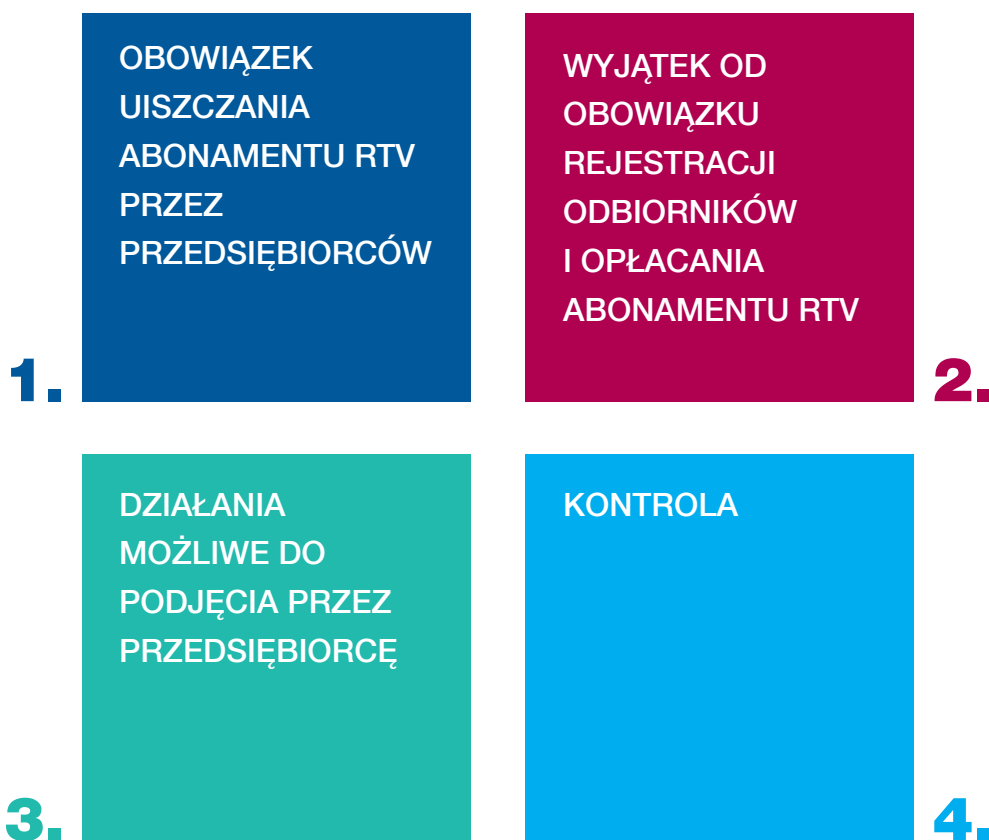 OBOWIĄZEK
UISZCZANIA
ABONAMENTU RTV
PRZEZ
PRZEDSIĘBIORCÓW
1.
WYJĄTEK OD
OBOWIĄZKU
REJESTRACJI
ODBIORNIKÓW
I OPŁACANIA
ABONAMENTU RTV
2.
DZIAŁANIA
MOŻLIWE DO
PODJĘCIA PRZEZ
PRZEDSIĘBIORCĘ
3.
KONTROLA
4.